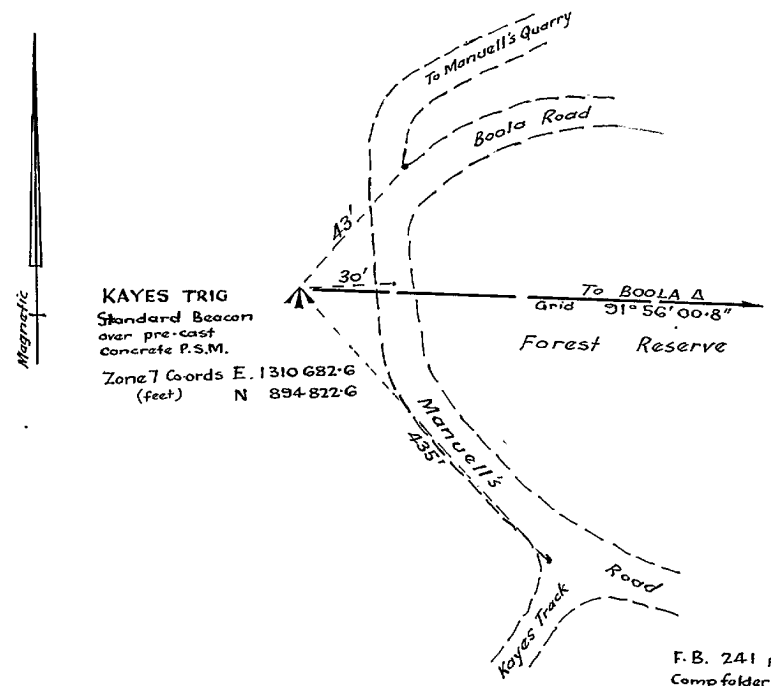 To Manuell's Quarry
Boola Road
43'
30'
To BOOLA Δ
Grid 91° 56' 00·8"
Forest Reserve
Magnetic
KAYES TRIG
Standard Beacon
over pre-cast
concrete P.S.M.
Zone 7 Co-ords E. 1310 682·6
(feet) N 894 822·6
Manuell's
Road
435'
Kayes Track
F.B. 241
Comp folder